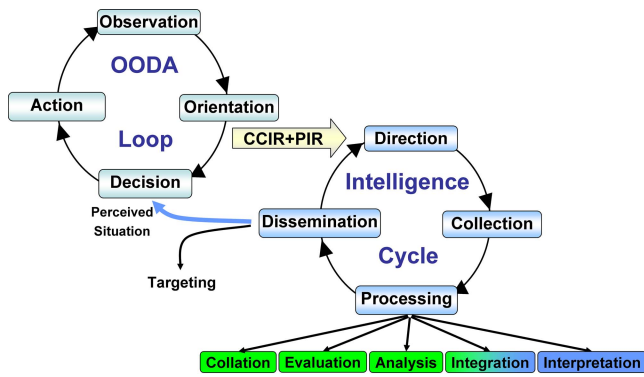 Observation
OODA
Action
Orientation
Loop
CCIR+PIR
Direction
Decision
Intelligence
Perceived
Situation
Dissemination
Collection
Cycle
Targeting
Processing
Collation
Evaluation
Analysis
Integration
Interpretation